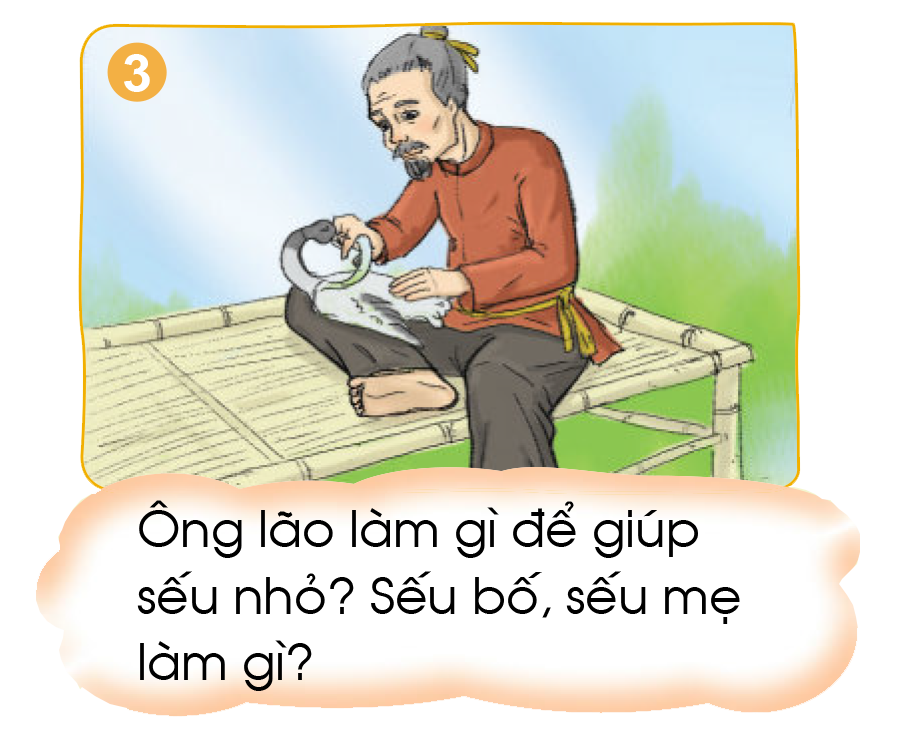 3
Ông lão làm gì để giúp
sếu nhỏ? Sếu bố, sếu mẹ
làm gì?